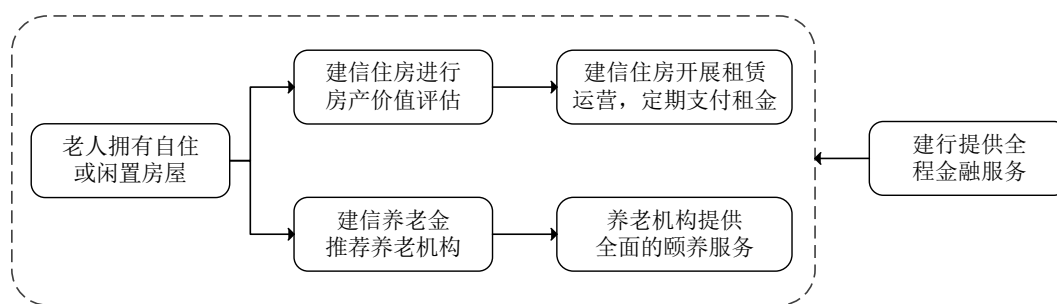 建信住房进行
房产价值评估
建信住房开展租赁
运营，定期支付租金
老人拥有自住
或闲置房屋
建行提供全
程金融服务
建信养老金
推荐养老机构
养老机构提供
全面的颐养服务